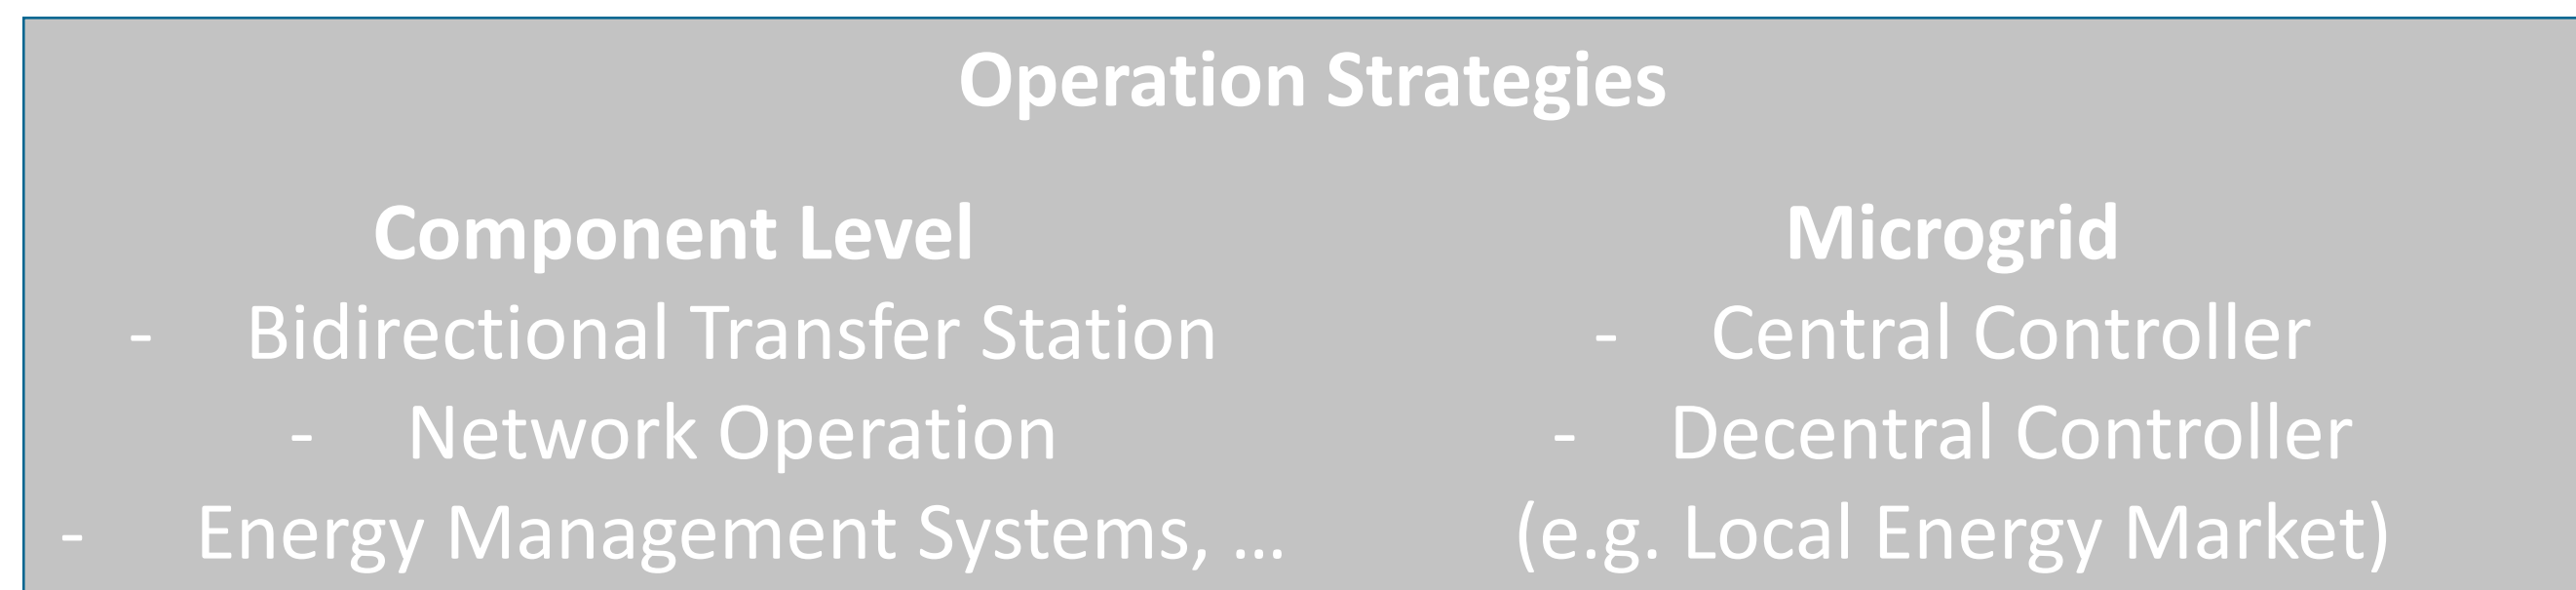 Operation Strategies
Component Level
- Bidirectional Transfer Station
- Network Operation
- Energy Management Systems, ...
Microgrid
- Central Controller
- Decentral Controller
(e.g. Local Energy Market)